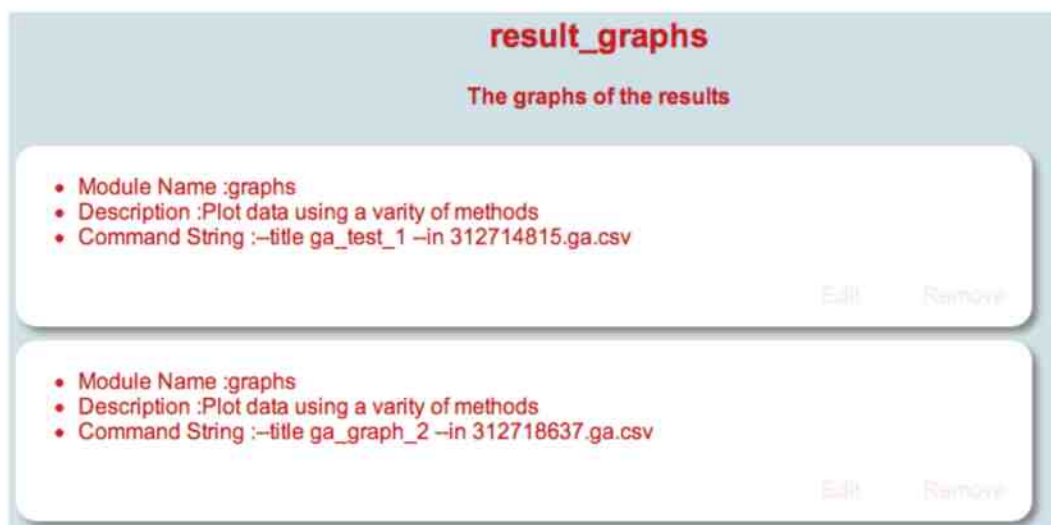 result_graphs
The graphs of the results
• Module Name :graphs
• Description :Plot data using a varity of methods
• Command String :--title ga_test_1 --in 312714815.ga.csv
Edit Remove
• Module Name :graphs
• Description :Plot data using a varity of methods
• Command String :--title ga_graph_2 --in 312718637.ga.csv
Edit Remove